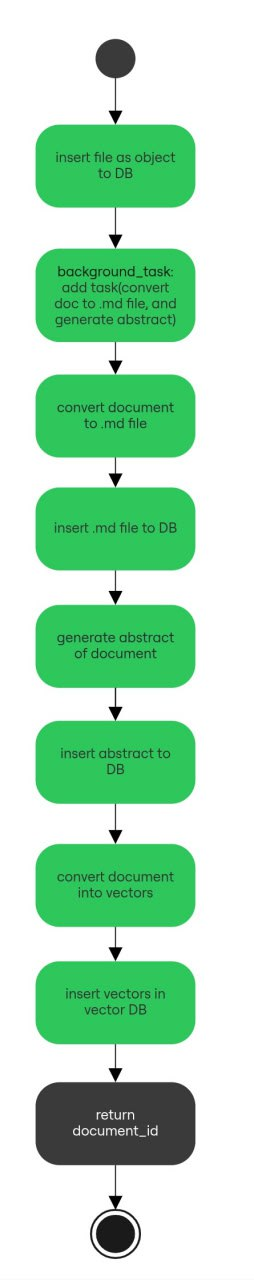 insert file as object
to DB
background_task:
add task(convert
doc to .md file, and
generate abstract)
convert document
to .md file
insert .md file to DB
generate abstract
of document
insert abstract to
DB
convert document
into vectors
insert vectors in
vector DB
return
document_id